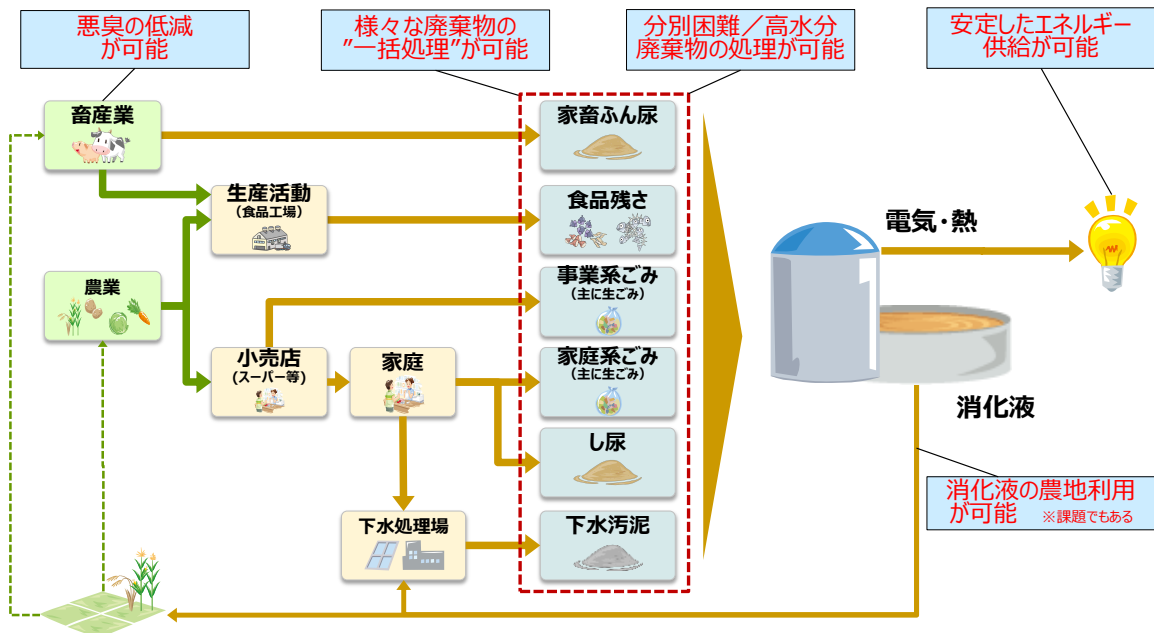 悪臭の低減
が可能
様々な廃棄物の
”一括処理”が可能
分別困難／高水分
廃棄物の処理が可能
安定したエネルギー
供給が可能
畜産業
家畜ふん尿
生産活動
(食品工場)
食品残さ
電気・熱
農業
事業系ごみ
(主に生ごみ)
小売店
(スーパー等)
家庭
家庭系ごみ
(主に生ごみ)
消化液
し尿
消化液の農地利用
が可能 ※課題でもある
下水処理場
下水汚泥